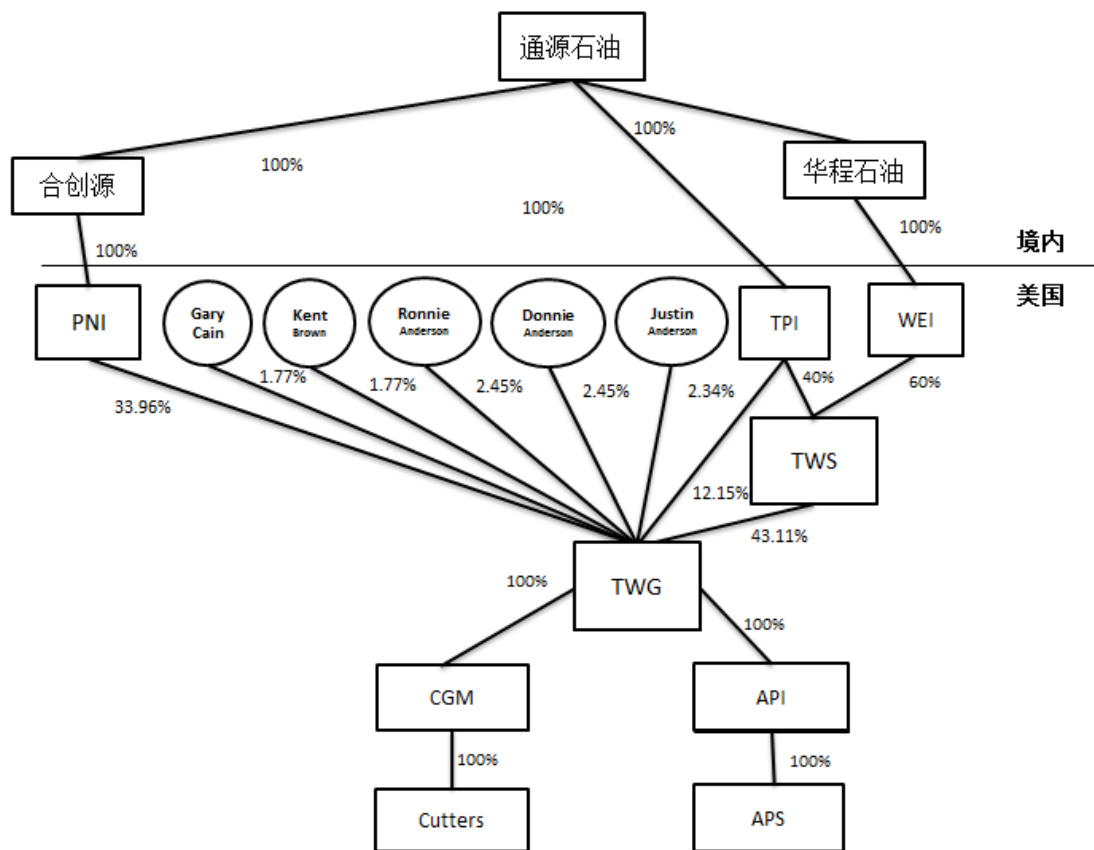 通源石油
100%
100%
合创源
华程石油
100%
100%
100%
100%
境内
美国
PNI
Gary
Cain
Kent
Brown
Ronnie
Anderson
Donnie
Anderson
Justin
Anderson
TPI
WEI
33.96%
1.77%
1.77%
2.45%
2.45%
2.34%
40%
60%
TWS
12.15%
43.11%
TWG
100%
100%
CGM
API
100%
100%
Cutters
APS